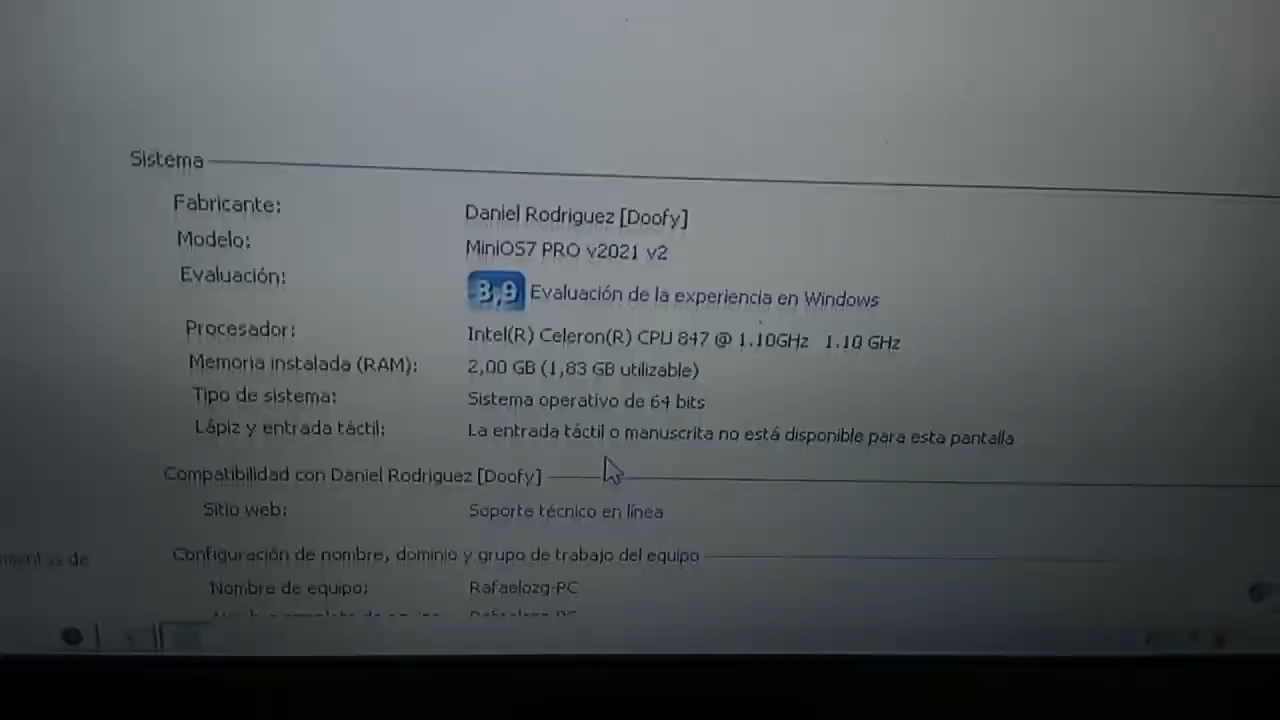 Sistema
Fabricante: Daniel Rodriguez [Doofy]
Modelo: MiniOS7 PRO v2021 v2
Evaluación: 3,9 Evaluación de la experiencia en Windows
Procesador: Intel(R) Celeron(R) CPU 847 @ 1.10GHz 1.10 GHz
Memoria instalada (RAM): 2,00 GB (1,83 GB utilizable)
Tipo de sistema: Sistema operativo de 64 bits
Lápiz y entrada táctil: La entrada táctil o manuscrita no está disponible para esta pantalla
Compatibilidad con Daniel Rodriguez [Doofy]
Sitio web: Soporte técnico en línea
Configuración de nombre, dominio y grupo de trabajo del equipo
Nombre de equipo: Rafaelozg-PC